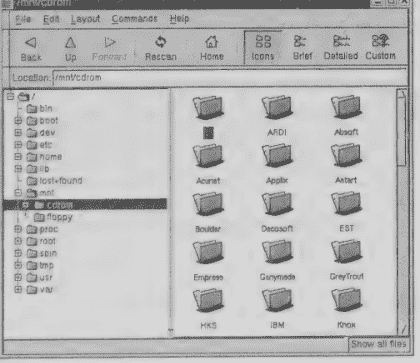 /mnt/cdrom
File Edit Layout Commands Help
Back Up Forward Rescan Home Icons Brief Detailed Custom
Location: /mnt/cdrom
/
bin
boot
dev
etc
home
lib
lost+found
mnt
cdrom
floppy
proc
root
sbin
tmp
usr
var
.. ARDI Absoft
Acunet Applix Astart
Boulder Decosoft EST
Empress Ganymede GreyTrout
HKS IBM Knox
Show all files